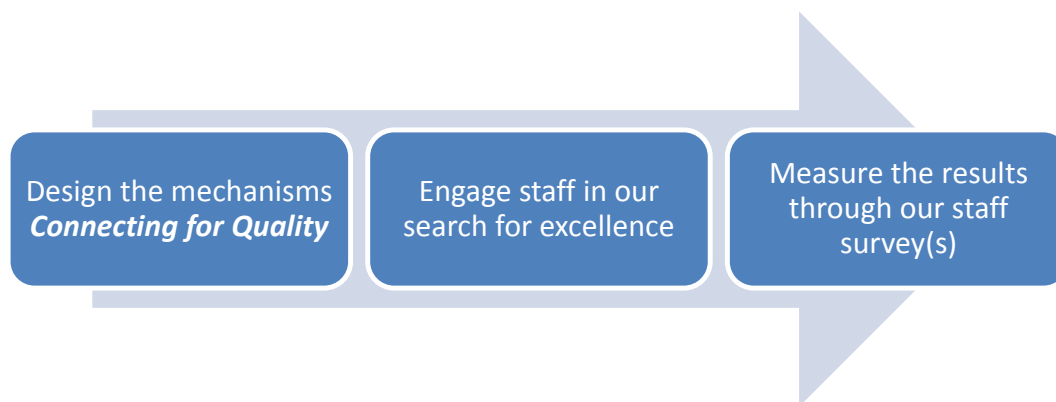 Design the mechanisms
Connecting for Quality
Engage staff in our
search for excellence
Measure the results
through our staff
survey(s)